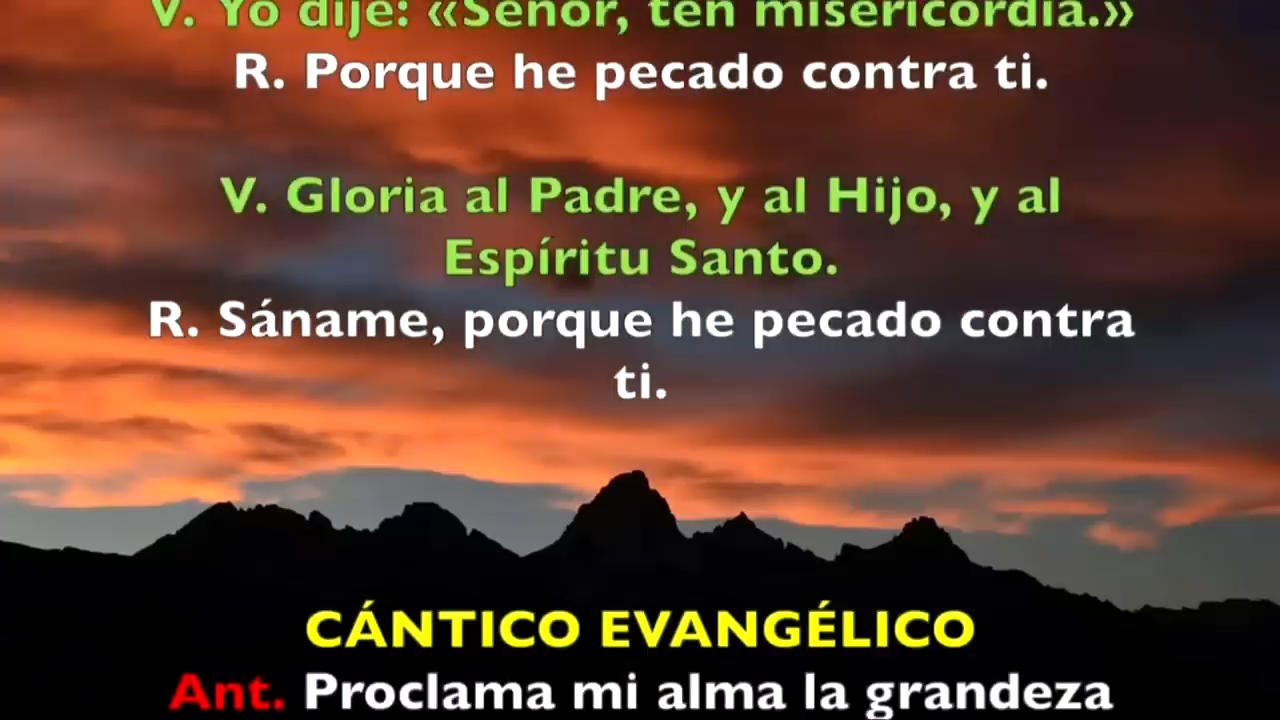 V. Yo dije: «Señor, ten misericordia.»
R. Porque he pecado contra ti.
V. Gloria al Padre, y al Hijo, y al
Espíritu Santo.
R. Sáname, porque he pecado contra
ti.
CÁNTICO EVANGÉLICO
Ant. Proclama mi alma la grandeza